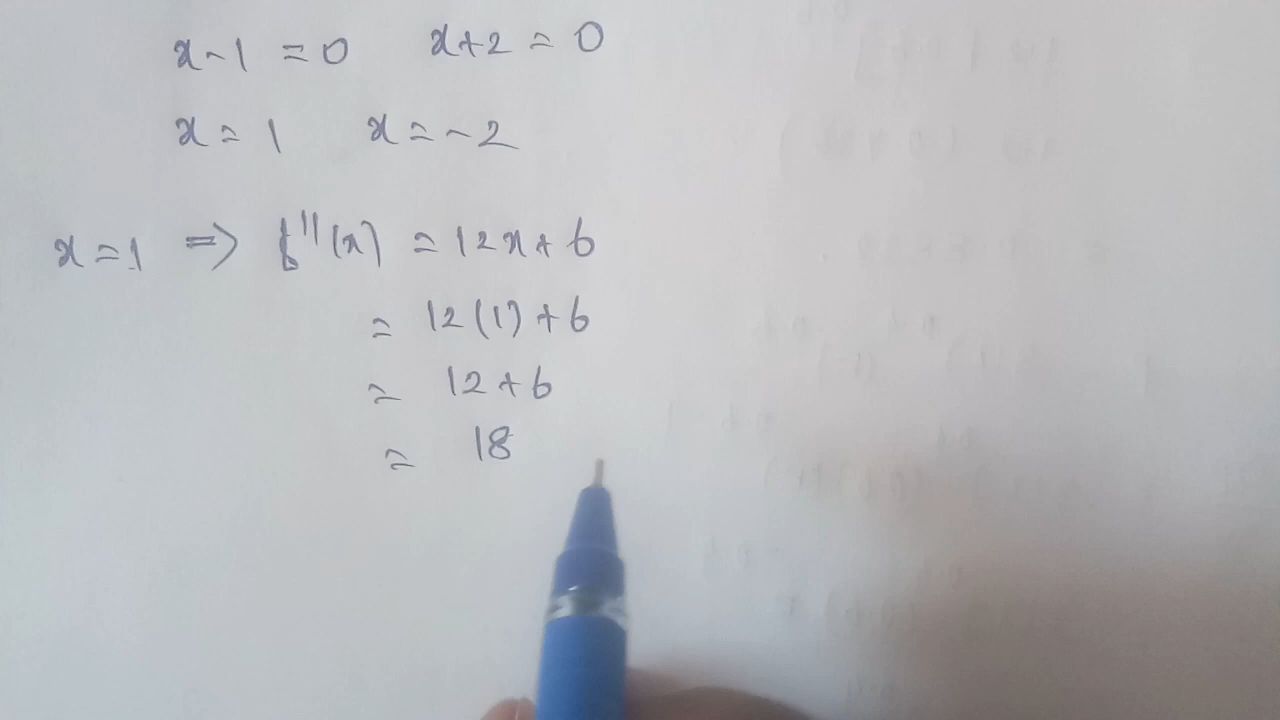 x-1 = 0 x+2 = 0
x = 1 x = -2
x = 1 => f''(x) = 12x + 6
= 12(1) + 6
= 12 + 6
= 18